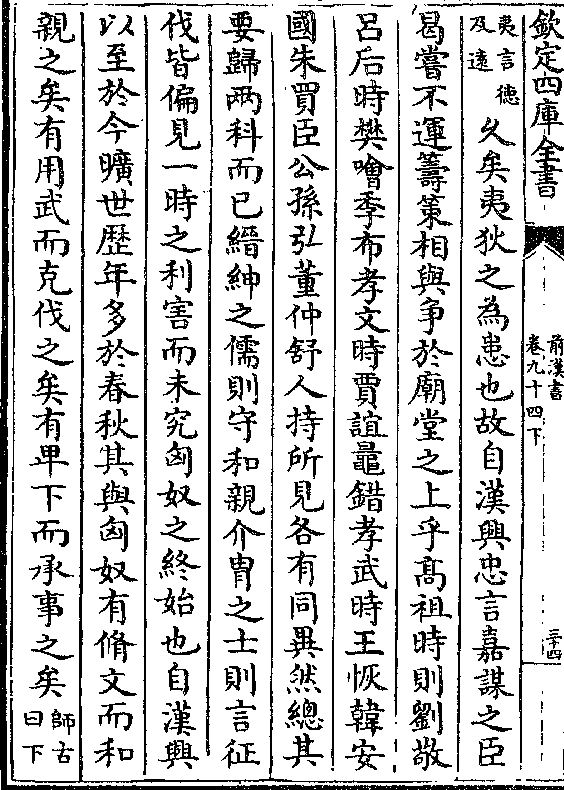 欽定四庫全書
前漢書
卷九十四下
三十四
夷言德
及遠
久矣夷狄之為患也故自漢興忠言嘉謀之臣
曷嘗不運籌策相與爭於廟堂之上乎髙祖時則劉敬
呂后時樊噲季布孝文時賈誼鼂錯孝武時王恢韓安
國朱買臣公孫弘董仲舒人持所見各有同異然總其
要歸兩科而已縉紳之儒則守和親介胄之士則言征
伐皆偏見一時之利害而未究匈奴之終始也自漢興
以至於今曠世歴年多於春秋其與匈奴有脩文而和
親之矣有用武而克伐之矣有卑下而承事之矣
師古
曰下